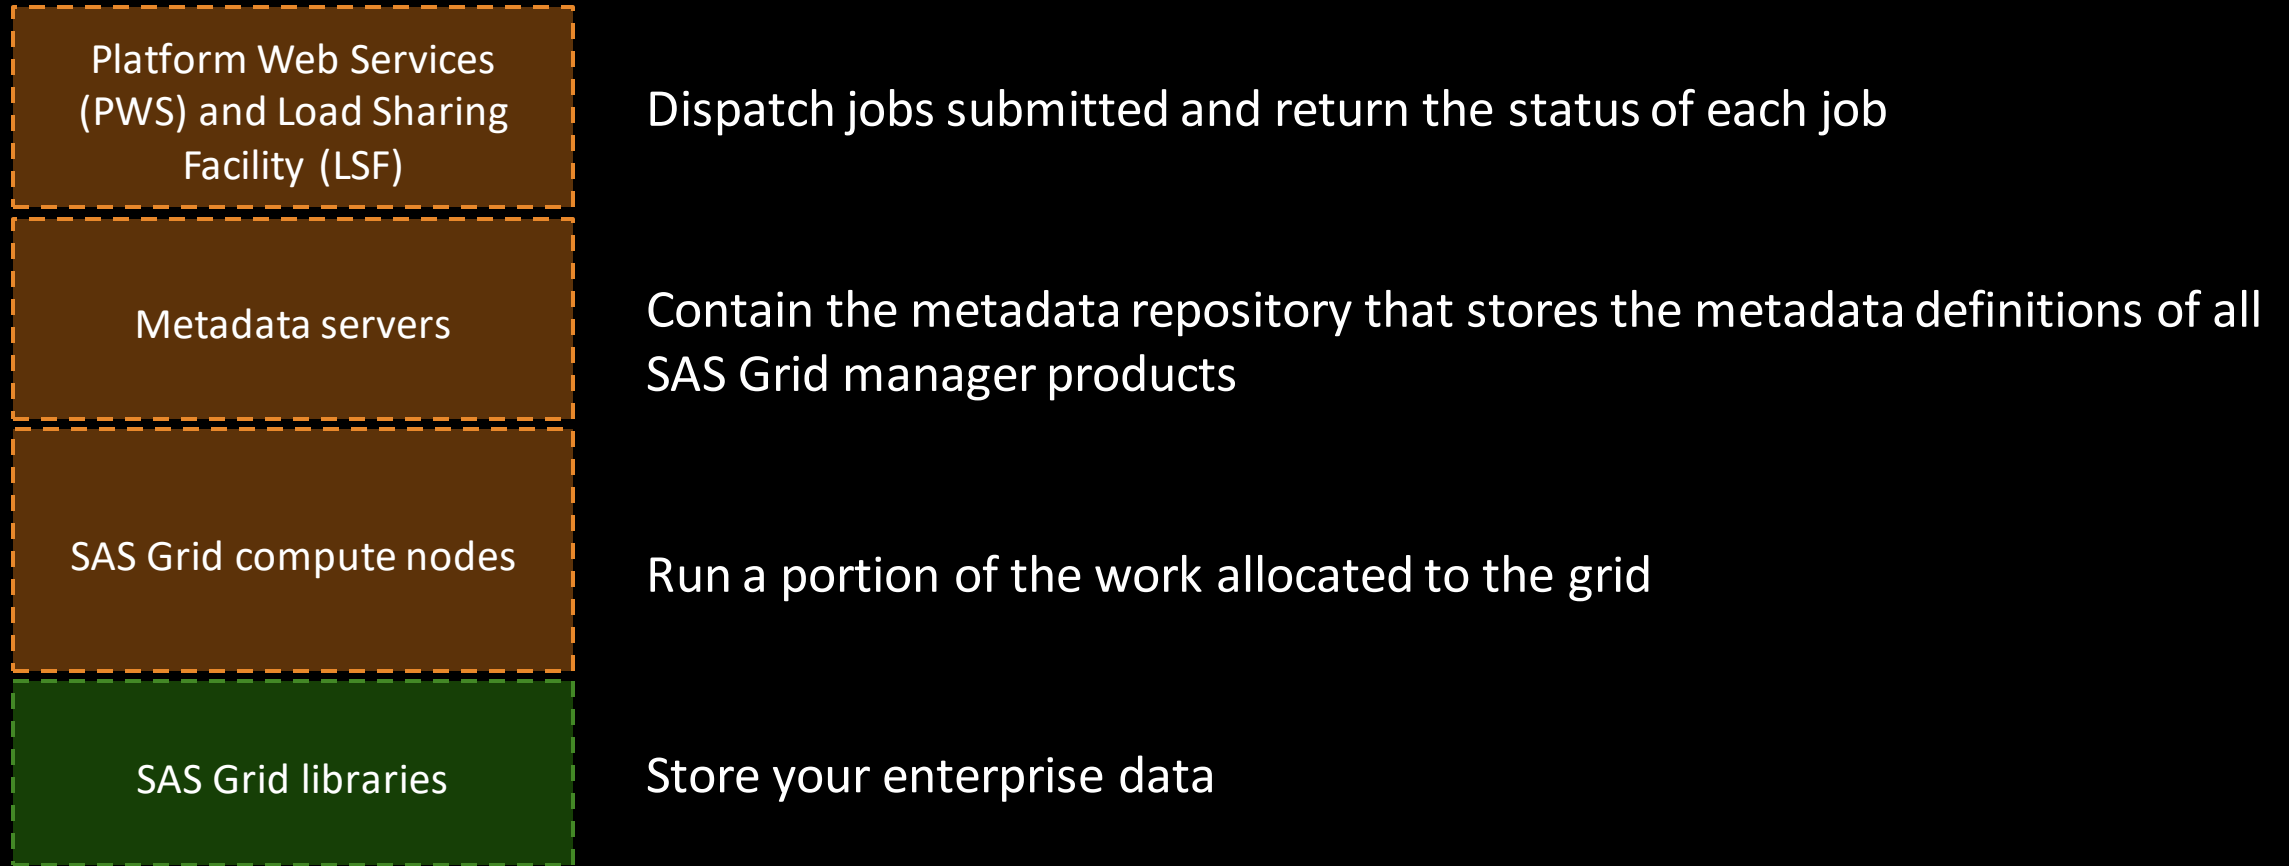 Platform Web Services
(PWS) and Load Sharing
Facility (LSF)
Dispatch jobs submitted and return the status of each job
Metadata servers
Contain the metadata repository that stores the metadata definitions of all
SAS Grid manager products
SAS Grid compute nodes
Run a portion of the work allocated to the grid
SAS Grid libraries
Store your enterprise data